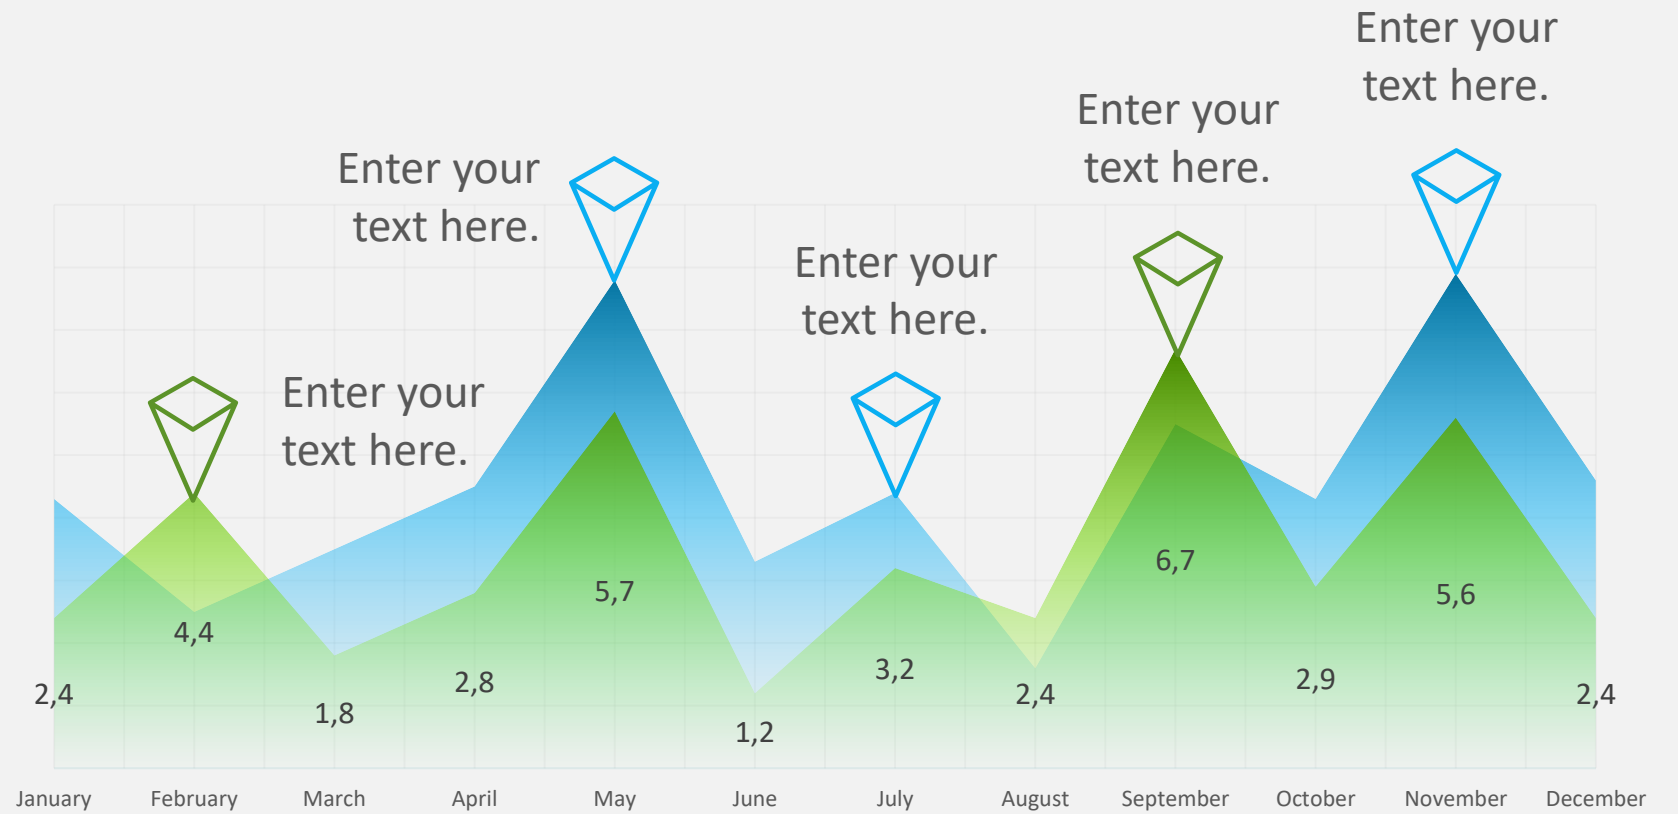 Enter your
text here.
Enter your
text here.
Enter your
text here.
Enter your
text here.
Enter your
text here.
Enter your
text here.
2,4
4,4
1,8
2,8
5,7
1,2
3,2
2,4
6,7
2,9
5,6
2,4
January February March April May June July August September October November December